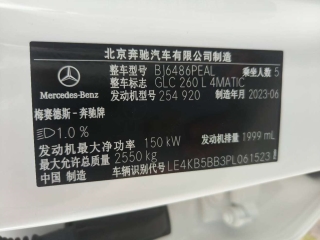 北京奔驰汽车有限公司制造
整车型号 BJ6486PEAL 乘坐人数 5
整车型号 GLC 260 L 4MATIC
发动机型号 254 920 制造年月 2023-06
Mercedes-Benz
梅赛德斯-奔驰牌
1.0 %
发动机最大净功率 150 kW 发动机排量 1999 mL
最大允许总质量 2550 kg
中国制造 车辆识别代号 LE4KB5BB3PL061523